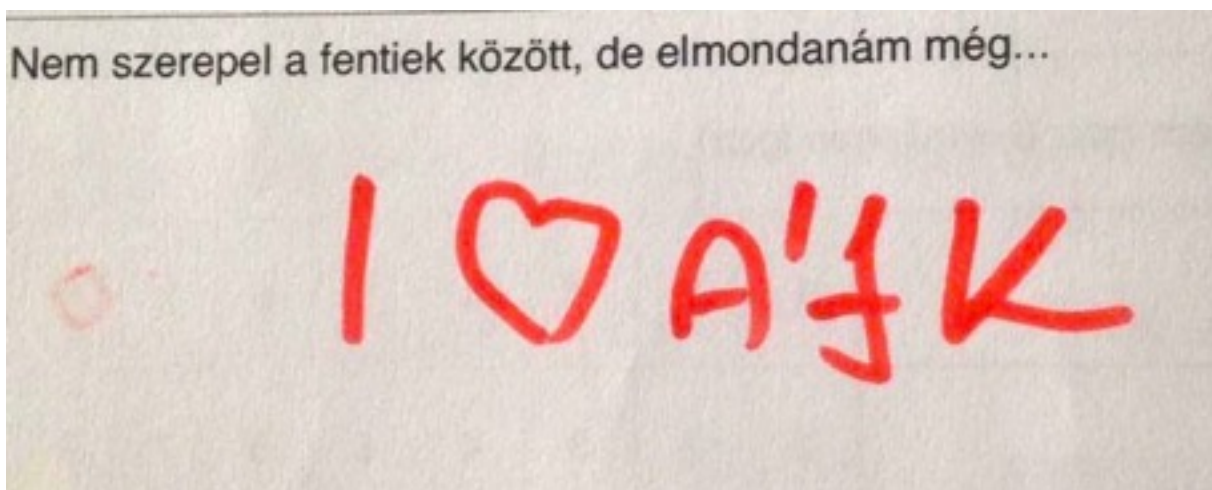 Nem szerepel a fentiek között, de elmondanám még...
I ♡ ÁJK